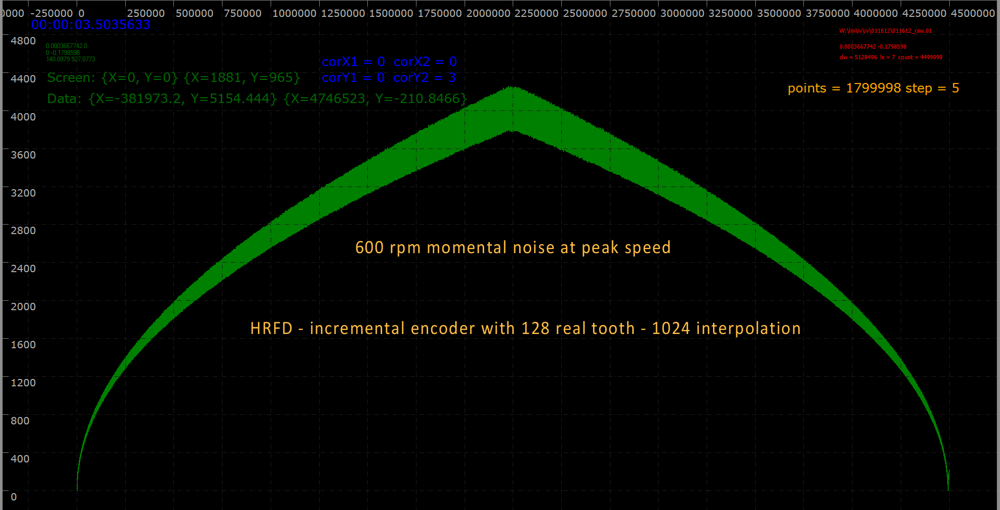 0000 -250000 0 250000 500000 750000 1000000 1250000 1500000 1750000 2000000 2250000 2500000 2750000 3000000 3250000 3500000 3750000 4000000 4250000 4500000
00:00:03.5035633
W:\lm\iv\iv\011612\011612_raw.01
4800
0.0003667742 0
0 -0.1798598
140.0979 927.0773
0.0003667742 -0.1798598
dw = 5128496 lx = 7 count = 4499999
corX1 = 0 corX2 = 0
4400
Screen: {X=0, Y=0} {X=1881, Y=965}
corY1 = 0 corY2 = 3
points = 1799998 step = 5
Data: {X=-381973.2, Y=5154.444} {X=4746523, Y=-210.8466}
4000
3600
3200
2800
600 rpm momental noise at peak speed
2400
2000
HRFD - incremental encoder with 128 real tooth - 1024 interpolation
1600
1200
800
400
0